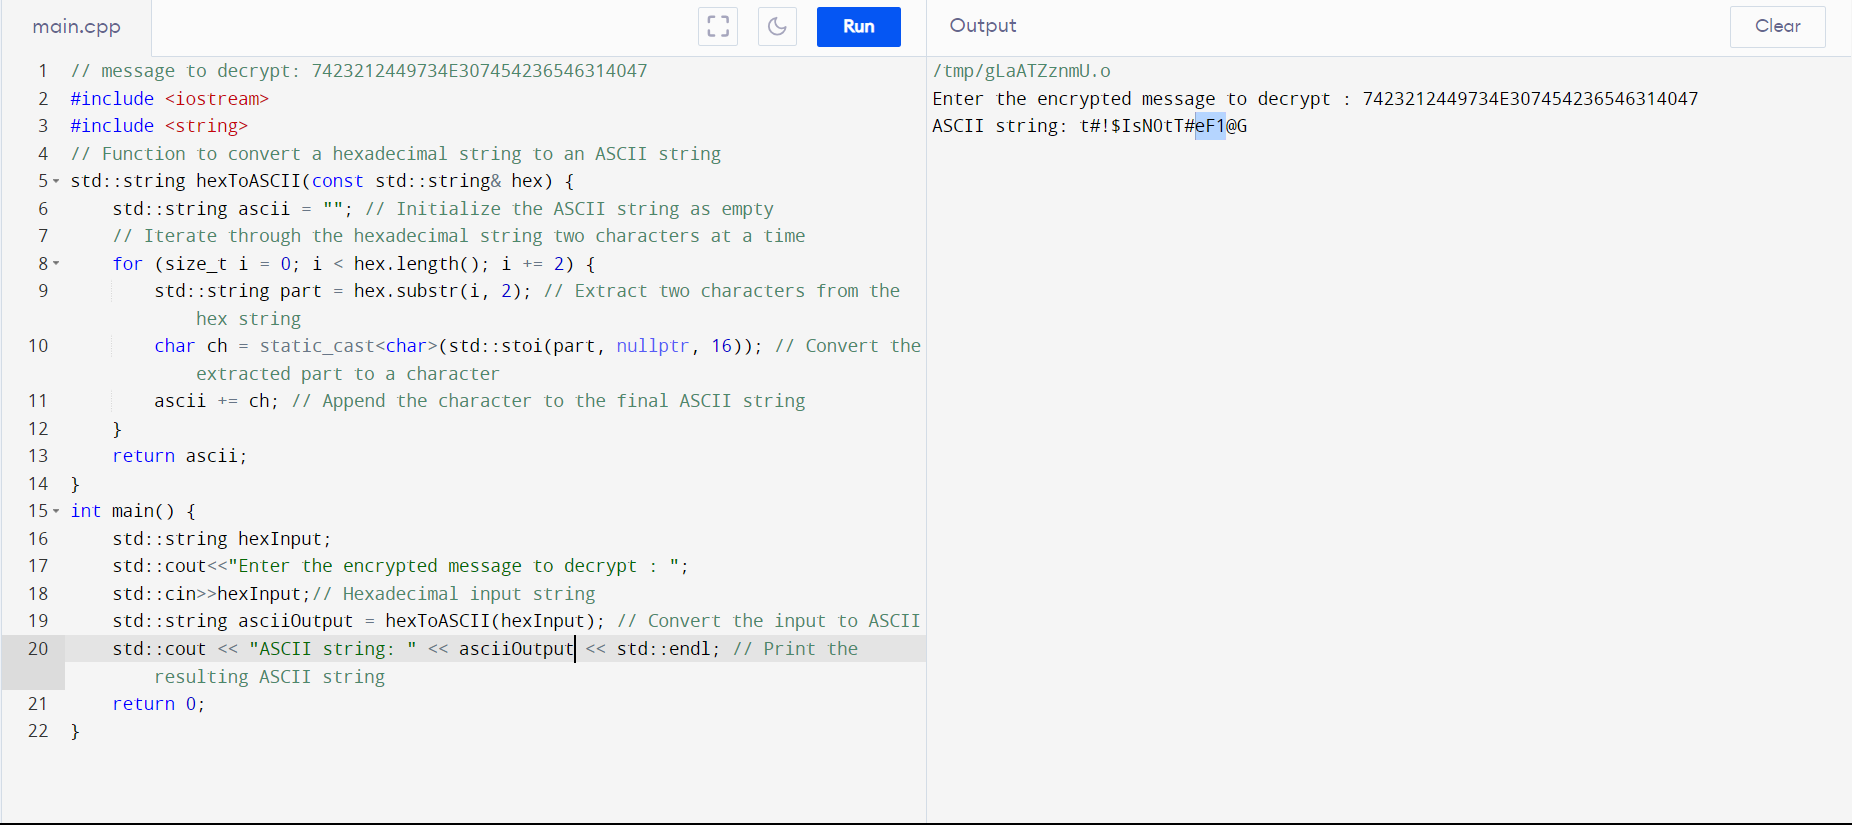 main.cpp
Run
Output
Clear
1 // message to decrypt: 7423212449734E307454236546314047
2 #include <iostream>
3 #include <string>
4 // Function to convert a hexadecimal string to an ASCII string
5 std::string hexToASCII(const std::string& hex) {
6 std::string ascii = ""; // Initialize the ASCII string as empty
7 // Iterate through the hexadecimal string two characters at a time
8 for (size_t i = 0; i < hex.length(); i += 2) {
9 std::string part = hex.substr(i, 2); // Extract two characters from the
hex string
10 char ch = static_cast<char>(std::stoi(part, nullptr, 16)); // Convert the
extracted part to a character
11 ascii += ch; // Append the character to the final ASCII string
12 }
13 return ascii;
14 }
15 int main() {
16 std::string hexInput;
17 std::cout<<"Enter the encrypted message to decrypt : ";
18 std::cin>>hexInput;// Hexadecimal input string
19 std::string asciiOutput = hexToASCII(hexInput); // Convert the input to ASCII
20 std::cout << "ASCII string: " << asciiOutput << std::endl; // Print the
resulting ASCII string
21 return 0;
22 }
/tmp/gLaATZznmU.o
Enter the encrypted message to decrypt : 7423212449734E307454236546314047
ASCII string: t#!$IsN0tT#eF1@G